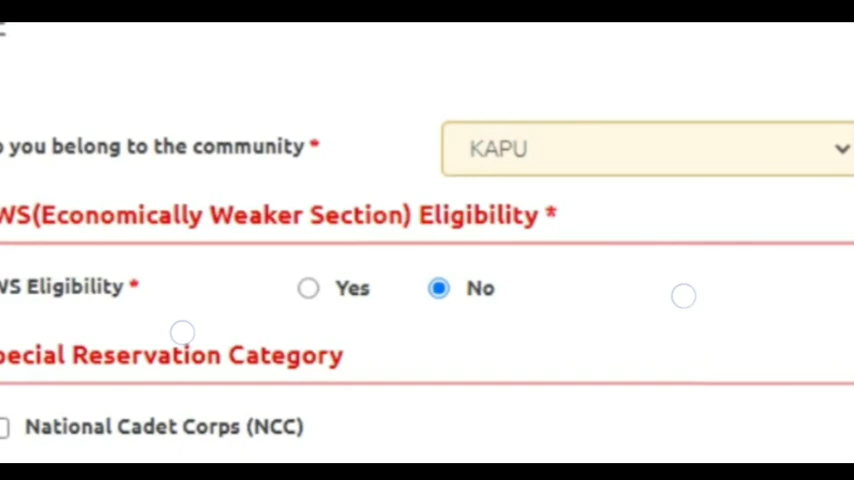 o you belong to the community * KAPU
WS(Economically Weaker Section) Eligibility *
WS Eligibility * Yes No
pecial Reservation Category
National Cadet Corps (NCC)